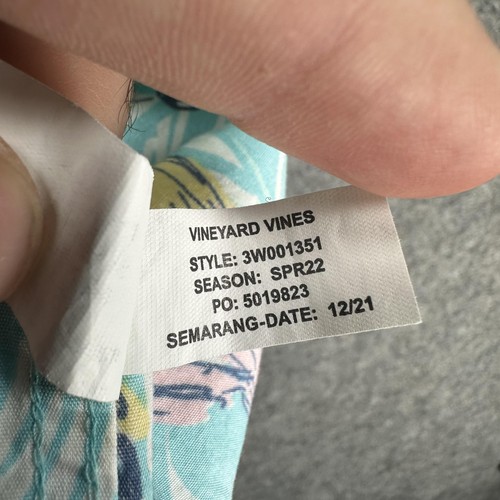 VINEYARD VINES
STYLE: 3W001351
SEASON: SPR22
PO: 5019823
SEMARANG-DATE: 12/21